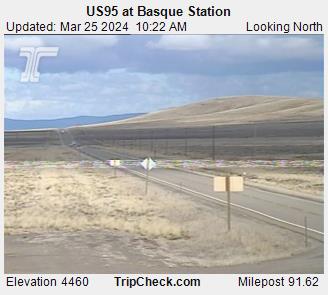 US95 at Basque Station
Updated: Mar 25 2024 10:22 AM Looking North
Elevation 4460 TripCheck.com Milepost 91.62